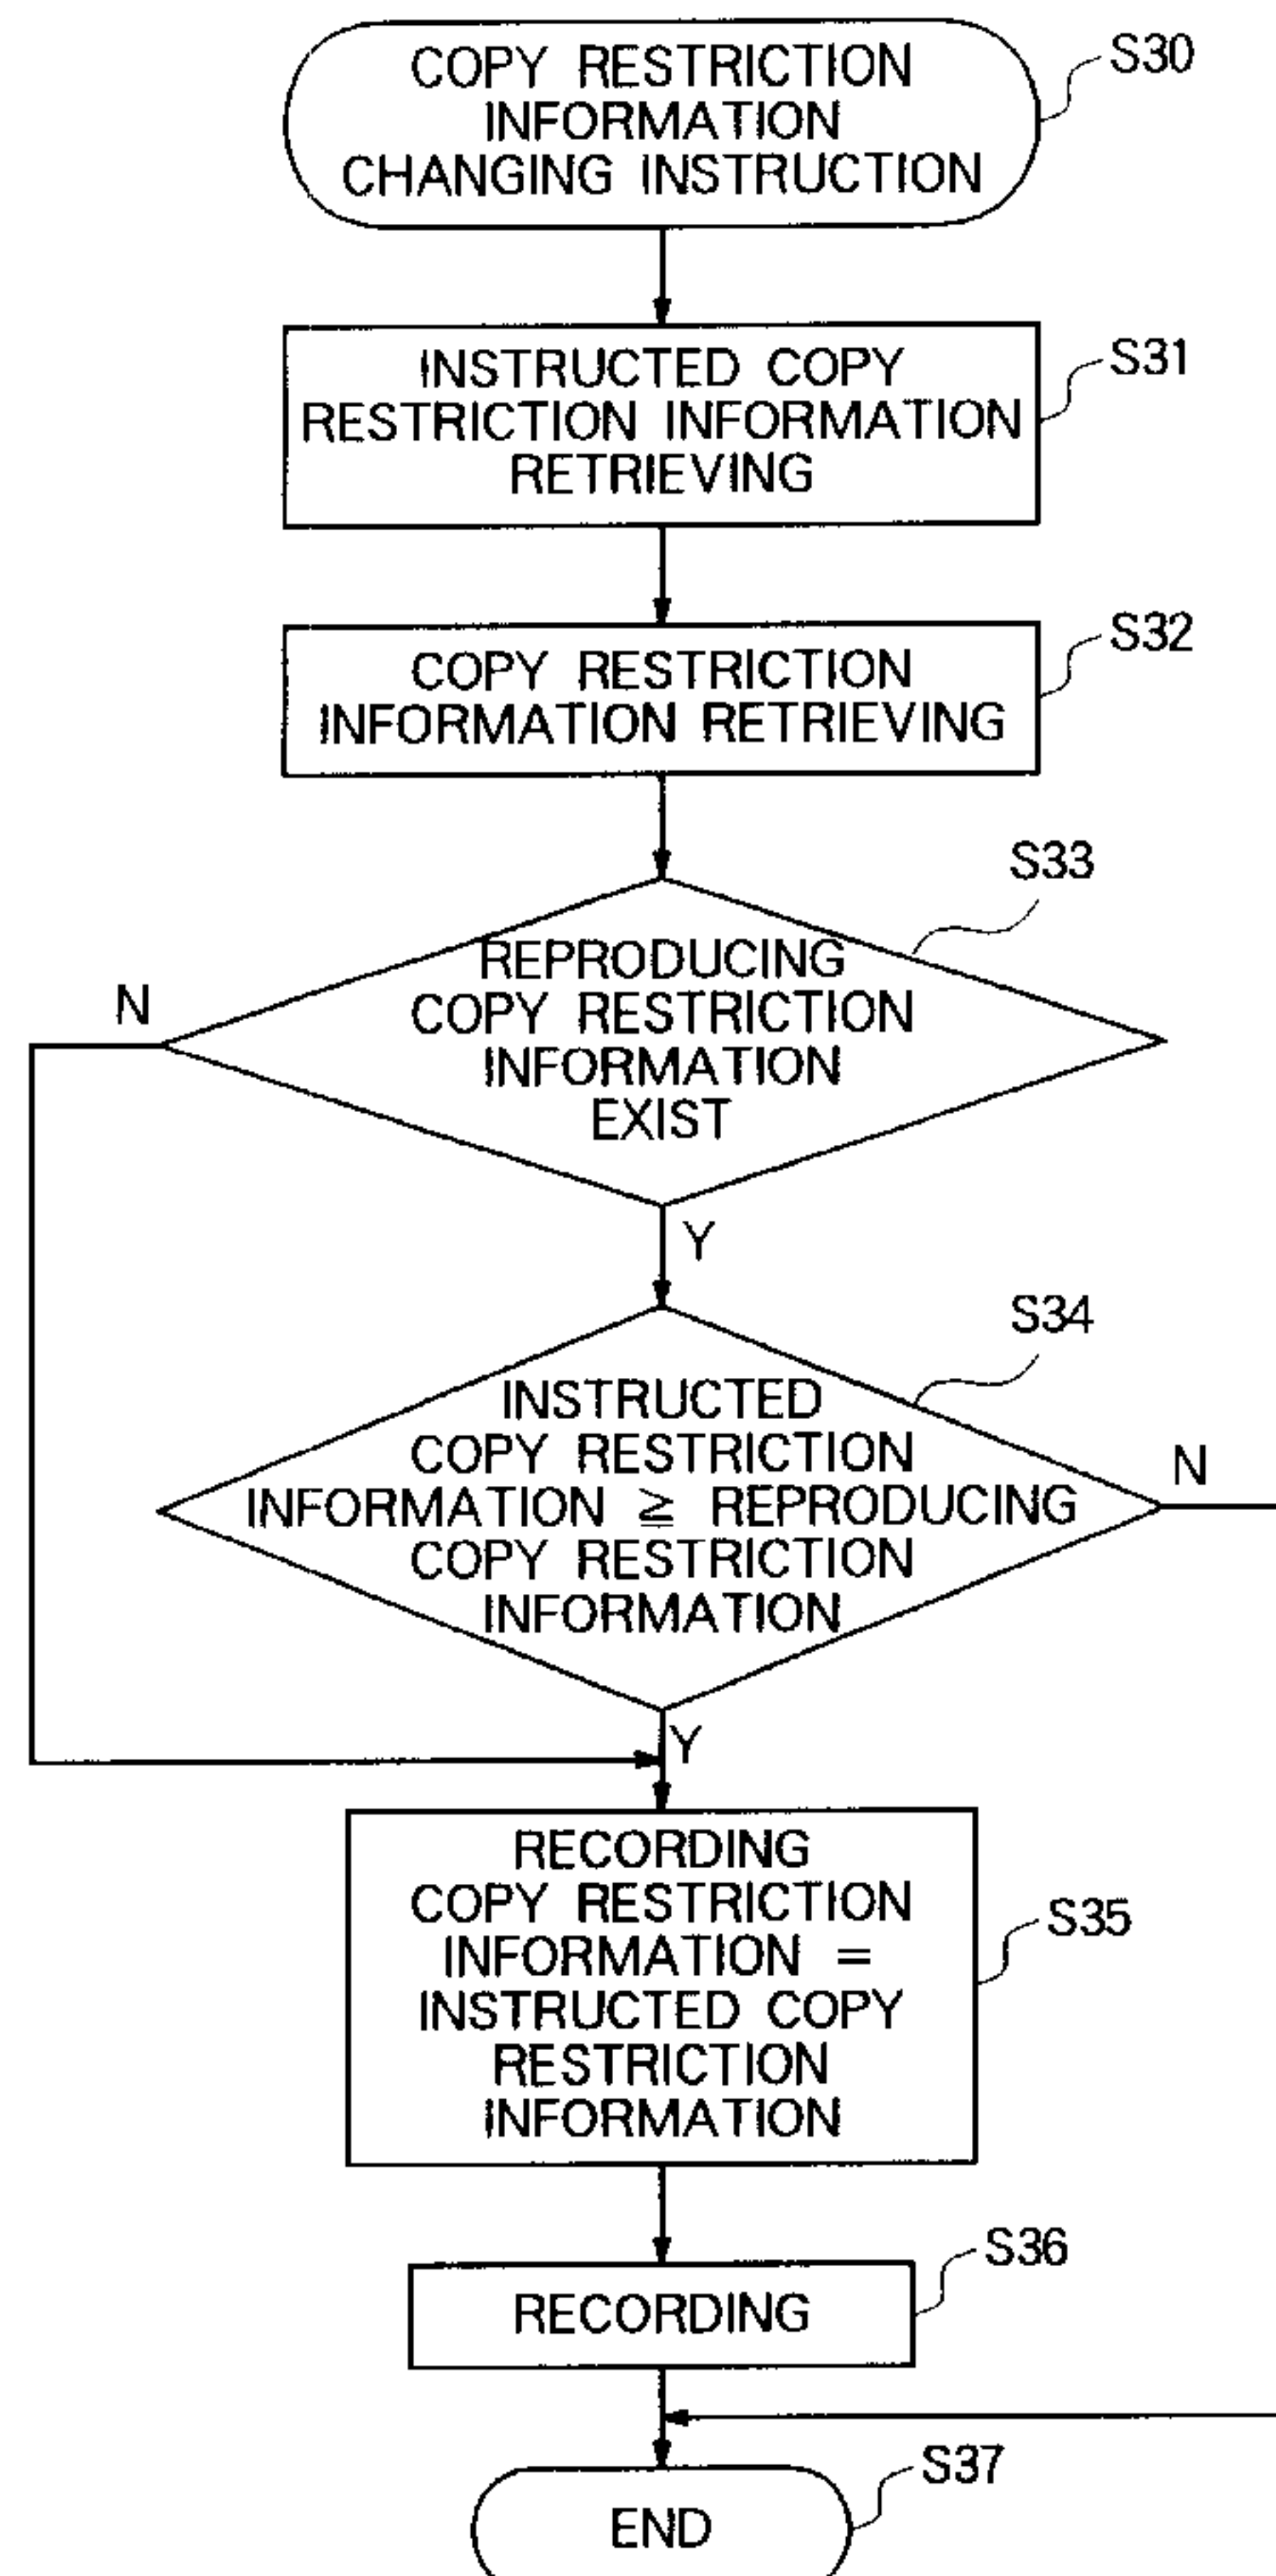 COPY RESTRICTION
INFORMATION
CHANGING INSTRUCTION
S30
INSTRUCTED COPY
RESTRICTION INFORMATION
RETRIEVING
S31
COPY RESTRICTION
INFORMATION RETRIEVING
S32
S33
REPRODUCING
COPY RESTRICTION
INFORMATION
EXIST
N
Y
S34
INSTRUCTED
COPY RESTRICTION
INFORMATION ≧ REPRODUCING
COPY RESTRICTION
INFORMATION
N
Y
RECORDING
COPY RESTRICTION
INFORMATION =
INSTRUCTED COPY
RESTRICTION
INFORMATION
S35
RECORDING
S36
END
S37